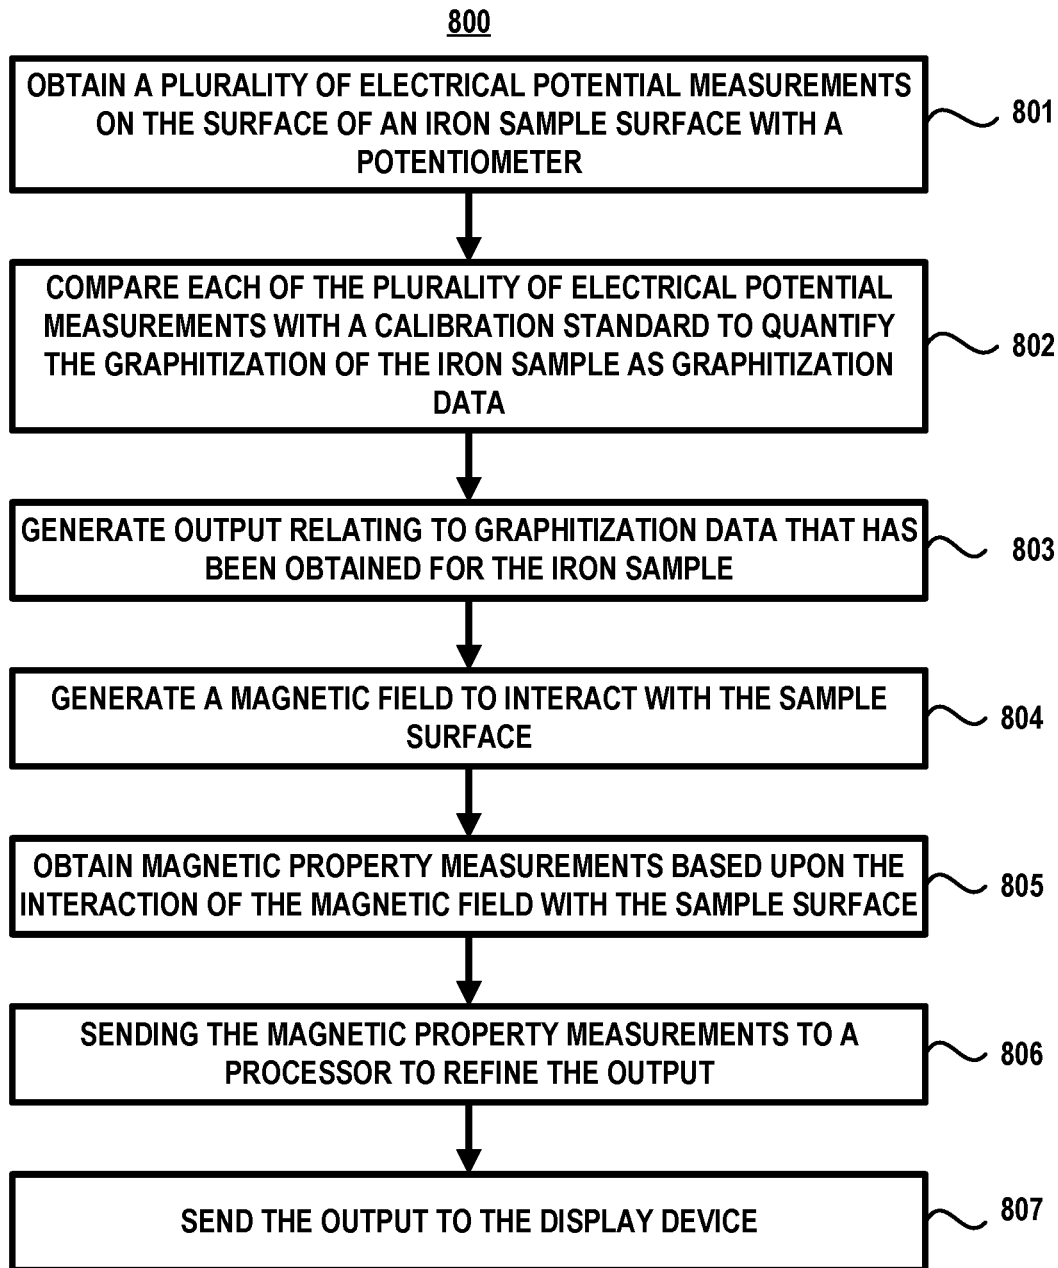 800
OBTAIN A PLURALITY OF ELECTRICAL POTENTIAL MEASUREMENTS
ON THE SURFACE OF AN IRON SAMPLE SURFACE WITH A
POTENTIOMETER
801
COMPARE EACH OF THE PLURALITY OF ELECTRICAL POTENTIAL
MEASUREMENTS WITH A CALIBRATION STANDARD TO QUANTIFY
THE GRAPHITIZATION OF THE IRON SAMPLE AS GRAPHITIZATION
DATA
802
GENERATE OUTPUT RELATING TO GRAPHITIZATION DATA THAT HAS
BEEN OBTAINED FOR THE IRON SAMPLE
803
GENERATE A MAGNETIC FIELD TO INTERACT WITH THE SAMPLE
SURFACE
804
OBTAIN MAGNETIC PROPERTY MEASUREMENTS BASED UPON THE
INTERACTION OF THE MAGNETIC FIELD WITH THE SAMPLE SURFACE
805
SENDING THE MAGNETIC PROPERTY MEASUREMENTS TO A
PROCESSOR TO REFINE THE OUTPUT
806
SEND THE OUTPUT TO THE DISPLAY DEVICE
807